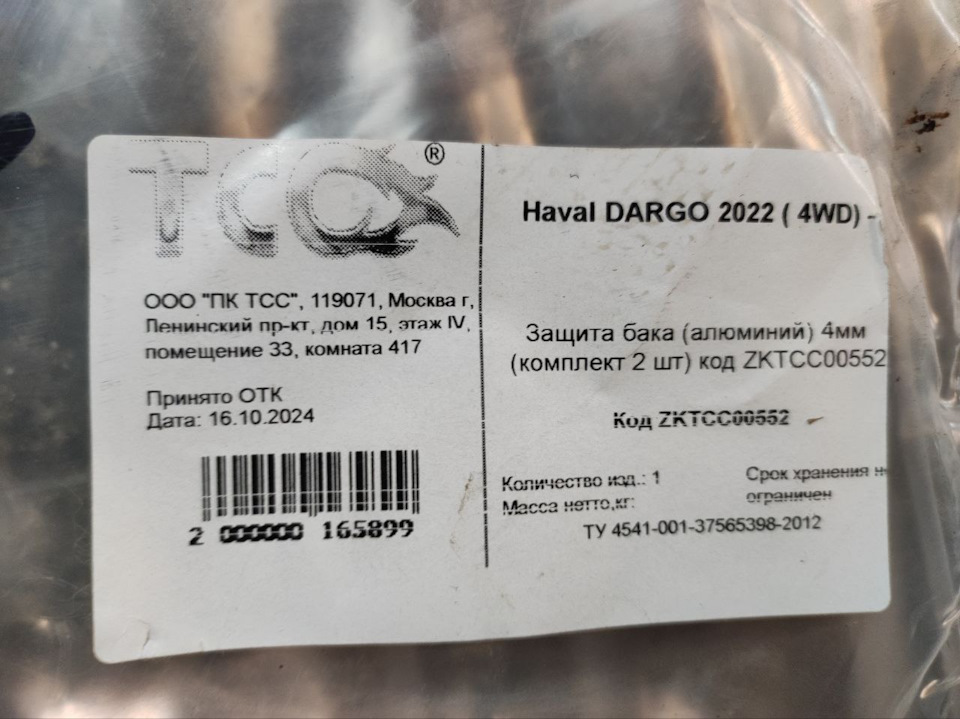 ТСС®
ООО "ПК ТСС", 119071, Москва г,
Ленинский пр-кт, дом 15, этаж IV,
помещение 33, комната 417
Принято ОТК
Дата: 16.10.2024
2 000000 165899
Haval DARGO 2022 ( 4WD) -
Защита бака (алюминий) 4мм
(комплект 2 шт) код ZKTCC00552
Код ZKTCC00552
Количество изд.: 1
Масса нетто,кг:
Срок хранения н
ограничен
ТУ 4541-001-37565398-2012